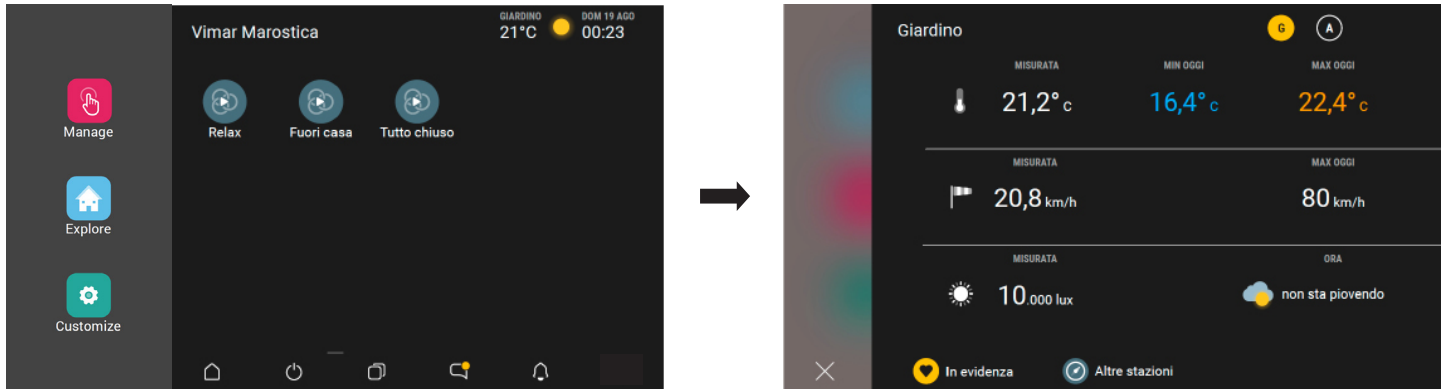 Vimar Marostica
GIARDINO
21°C
DOM 19 AGO
00:23
Manage
Explore
Customize
Relax
Fuori casa
Tutto chiuso
Giardino
G
A
MISURATA
MIN OGGI
MAX OGGI
21,2° c
16,4° c
22,4° c
MISURATA
MAX OGGI
20,8 km/h
80 km/h
MISURATA
ORA
10.000 lux
non sta piovendo
In evidenza
Altre stazioni